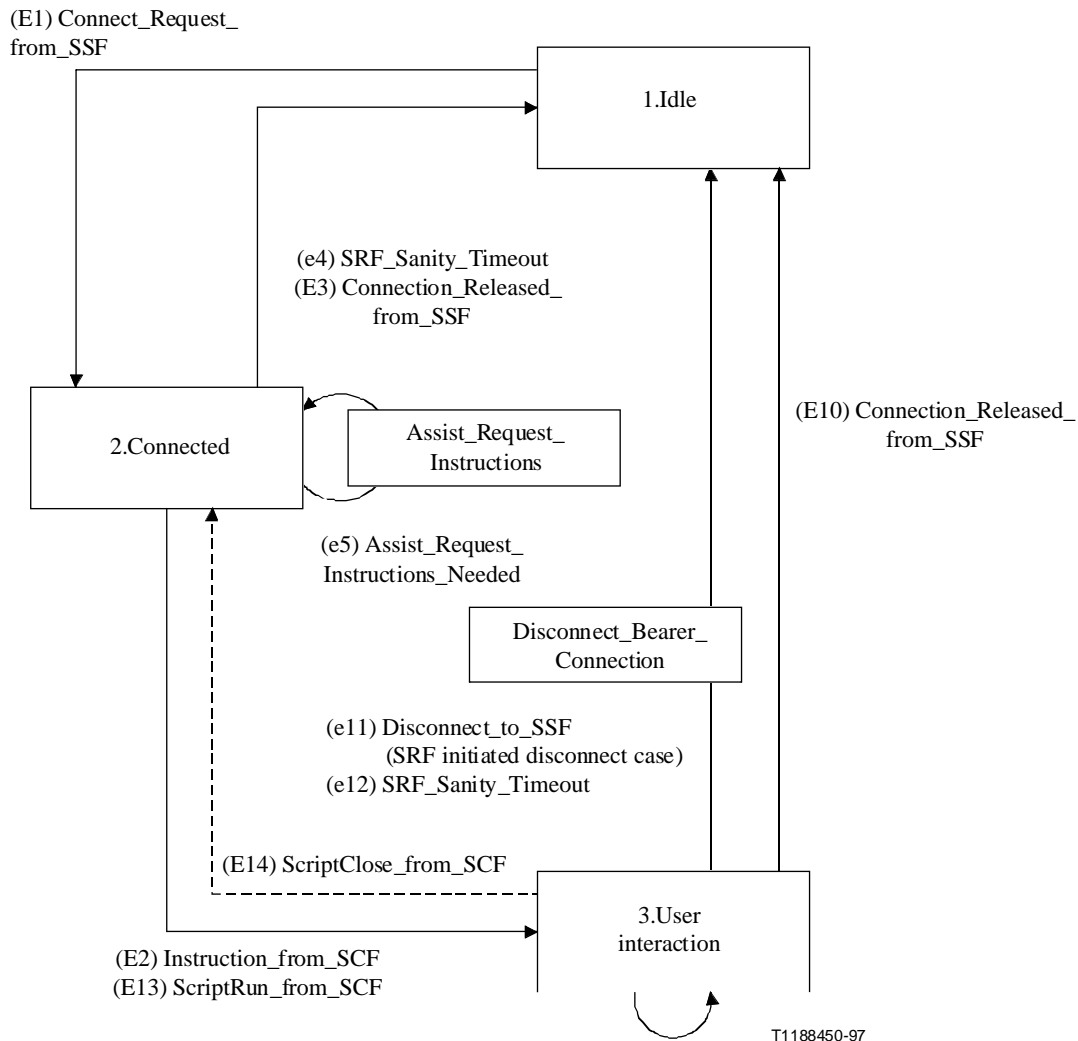 (E1) Connect_Request_
from_SSF
1.Idle
(e4) SRF_Sanity_Timeout
(E3) Connection_Released_
from_SSF
(E10) Connection_Released_
from_SSF
2.Connected
Assist_Request_
Instructions
(e5) Assist_Request_
Instructions_Needed
Disconnect_Bearer_
Connection
(e11) Disconnect_to_SSF
(SRF initiated disconnect case)
(e12) SRF_Sanity_Timeout
(E14) ScriptClose_from_SCF
3.User
interaction
(E2) Instruction_from_SCF
(E13) ScriptRun_from_SCF
T1188450-97